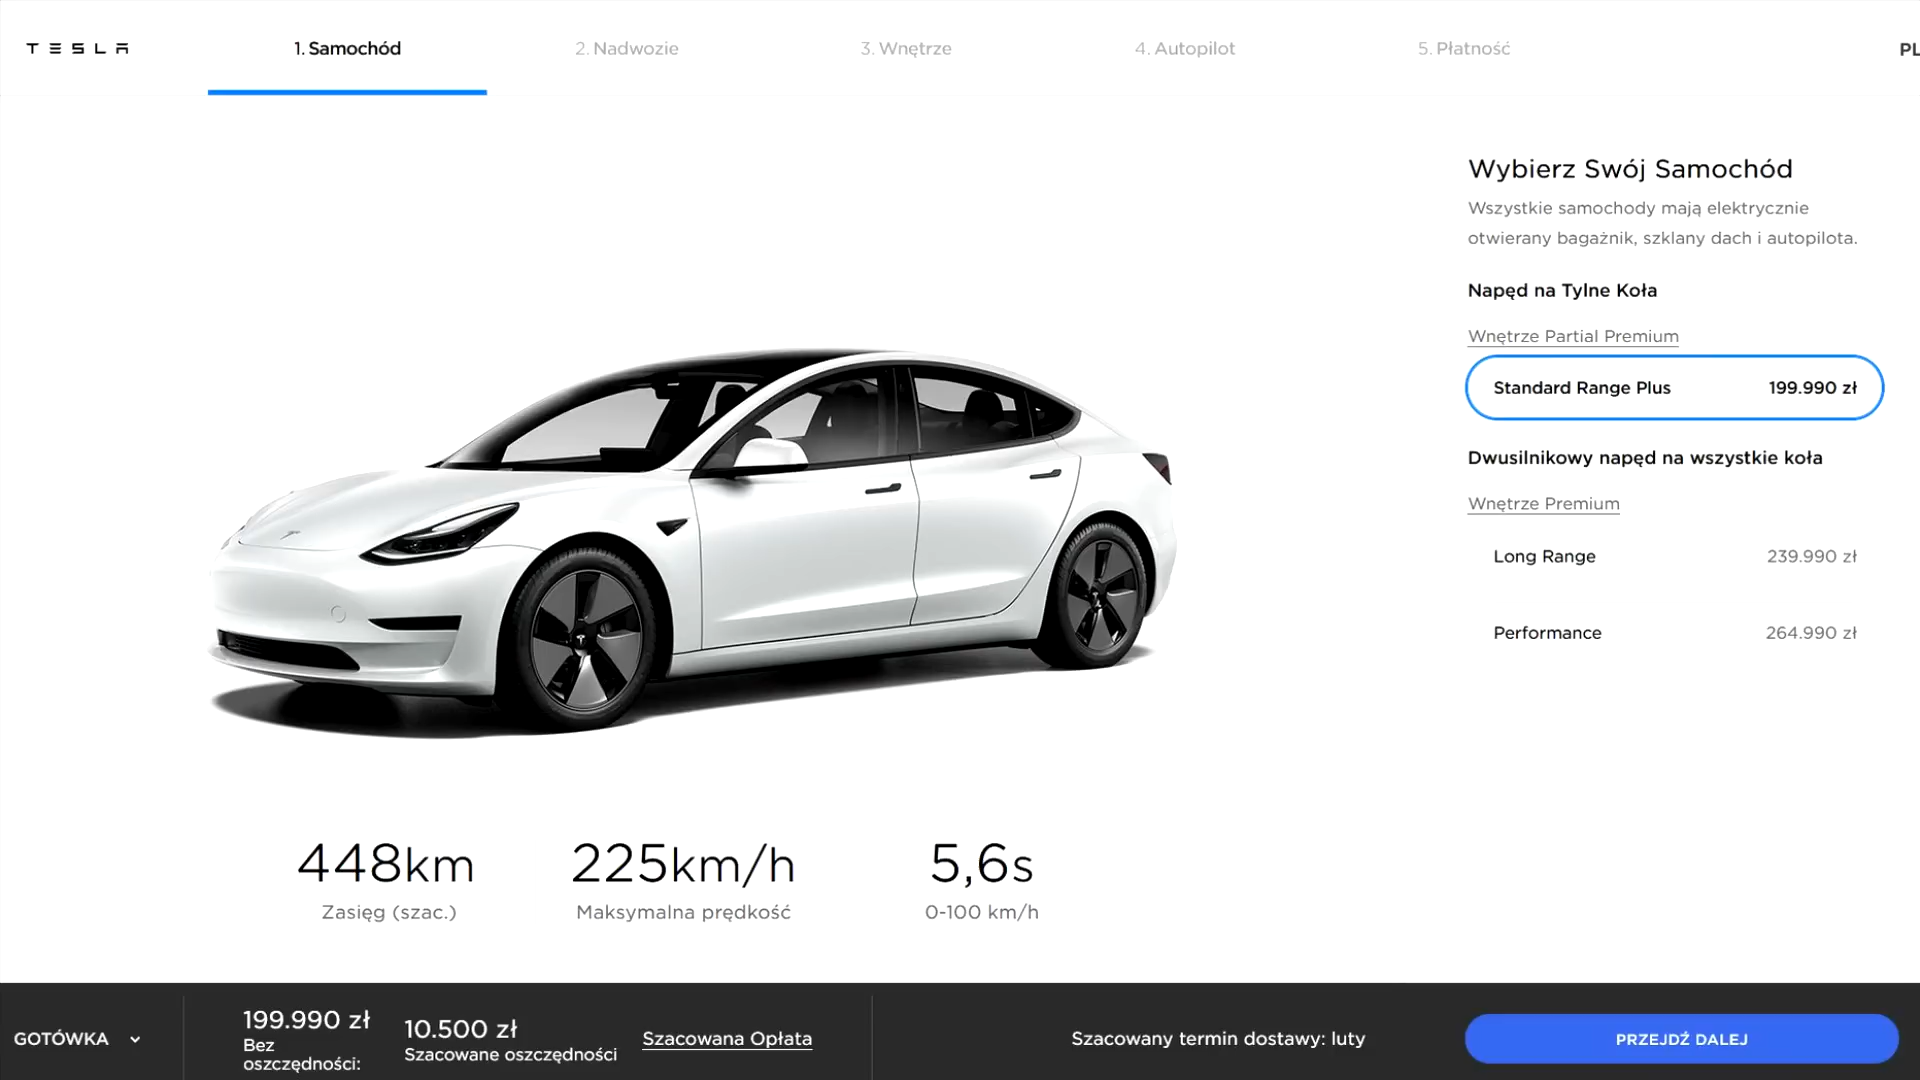 TESLA
1. Samochód
2. Nadwozie
3. Wnętrze
4. Autopilot
5. Płatność
PL
Wybierz Swój Samochód
Wszystkie samochody mają elektrycznie
otwierany bagażnik, szklany dach i autopilota.
Napęd na Tylne Koła
Wnętrze Partial Premium
Standard Range Plus 199.990 zł
Dwusilnikowy napęd na wszystkie koła
Wnętrze Premium
Long Range 239.990 zł
Performance 264.990 zł
448km
Zasięg (szac.)
225km/h
Maksymalna prędkość
5,6s
0-100 km/h
GOTÓWKA
199.990 zł
Bez
oszczędności:
10.500 zł
Szacowane oszczędności
Szacowana Opłata
Szacowany termin dostawy: luty
PRZEJDŹ DALEJ